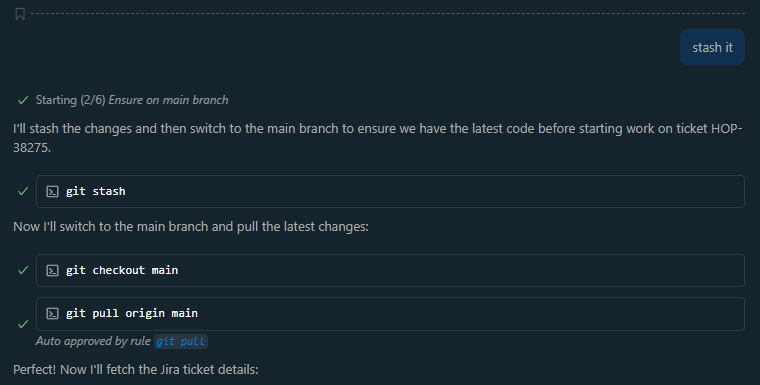 stash it
Starting (2/6) Ensure on main branch
I'll stash the changes and then switch to the main branch to ensure we have the latest code before starting work on ticket HOP-
38275.
git stash
Now I'll switch to the main branch and pull the latest changes:
git checkout main
git pull origin main
Auto approved by rule git pull
Perfect! Now I'll fetch the Jira ticket details: